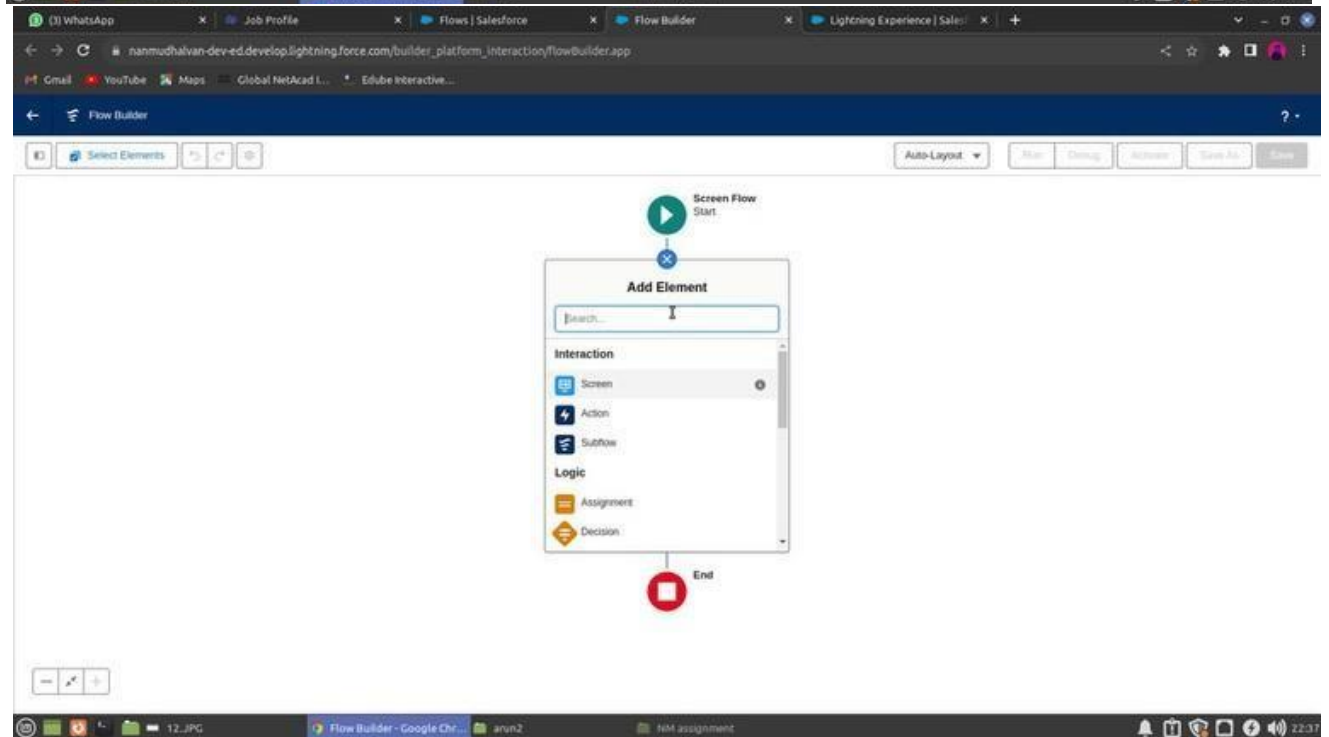 (3) WhatsApp
Job Profile
Flows | Salesforce
Flow Builder
Lightning Experience | Sales
nanmudhalvan-dev-ed.develop.lightning.force.com/builder_platform_interaction/flowBuilder.app
Gmail YouTube Maps Global NetAcad I... Edube Interactive...
Flow Builder
?
Select Elements
Auto-Layout
Run Debug Activate Save As Save
Screen Flow
Start
Add Element
Search...
Interaction
Screen
Action
Subflow
Logic
Assignment
Decision
End
12..JPG
Flow Builder - Google Chr...
arun2
NM assignment
22:37